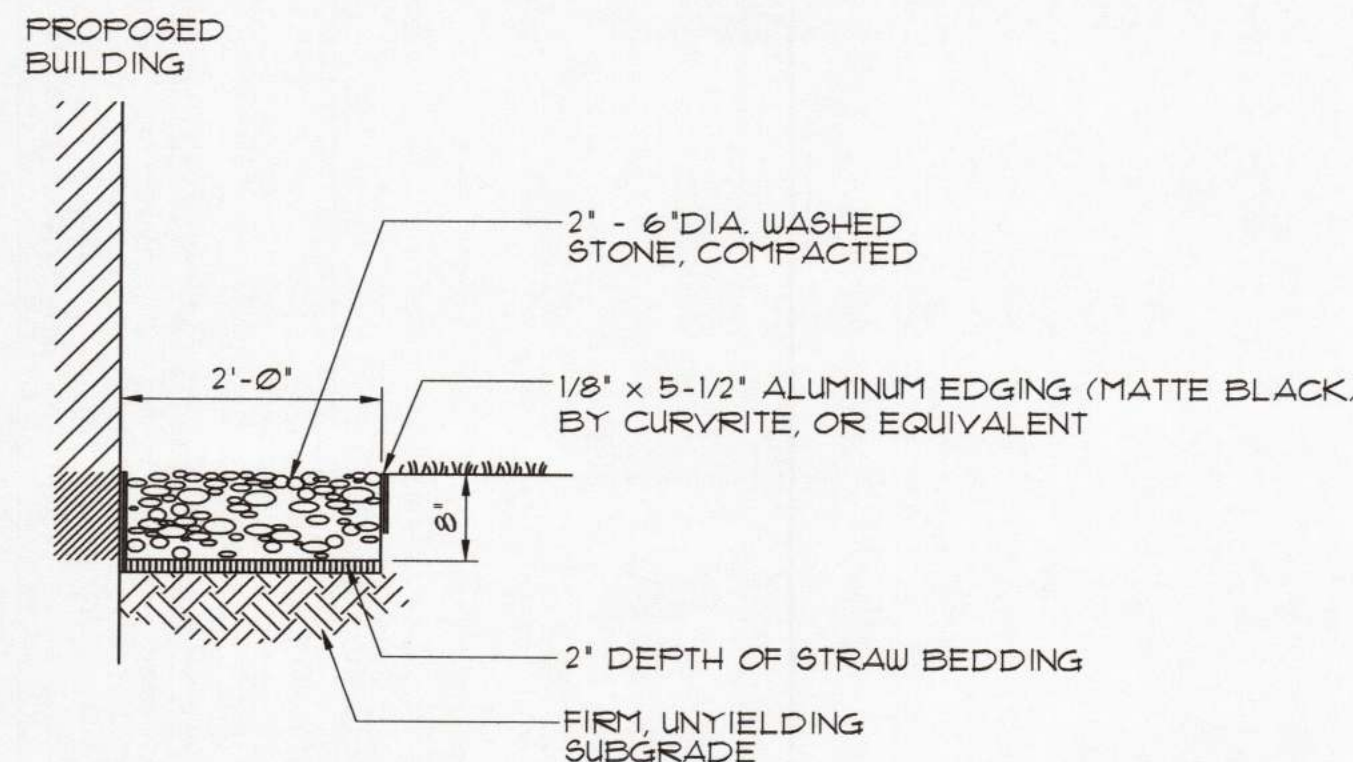 PROPOSED
BUILDING
2" - 6"DIA. WASHED
STONE, COMPACTED
2'-Ø"
1/8" x 5-1/2" ALUMINUM EDGING (MATTE BLACK)
BY CURVRITE, OR EQUIVALENT
8"
2" DEPTH OF STRAW BEDDING
FIRM, UNYIELDING
SUBGRADE